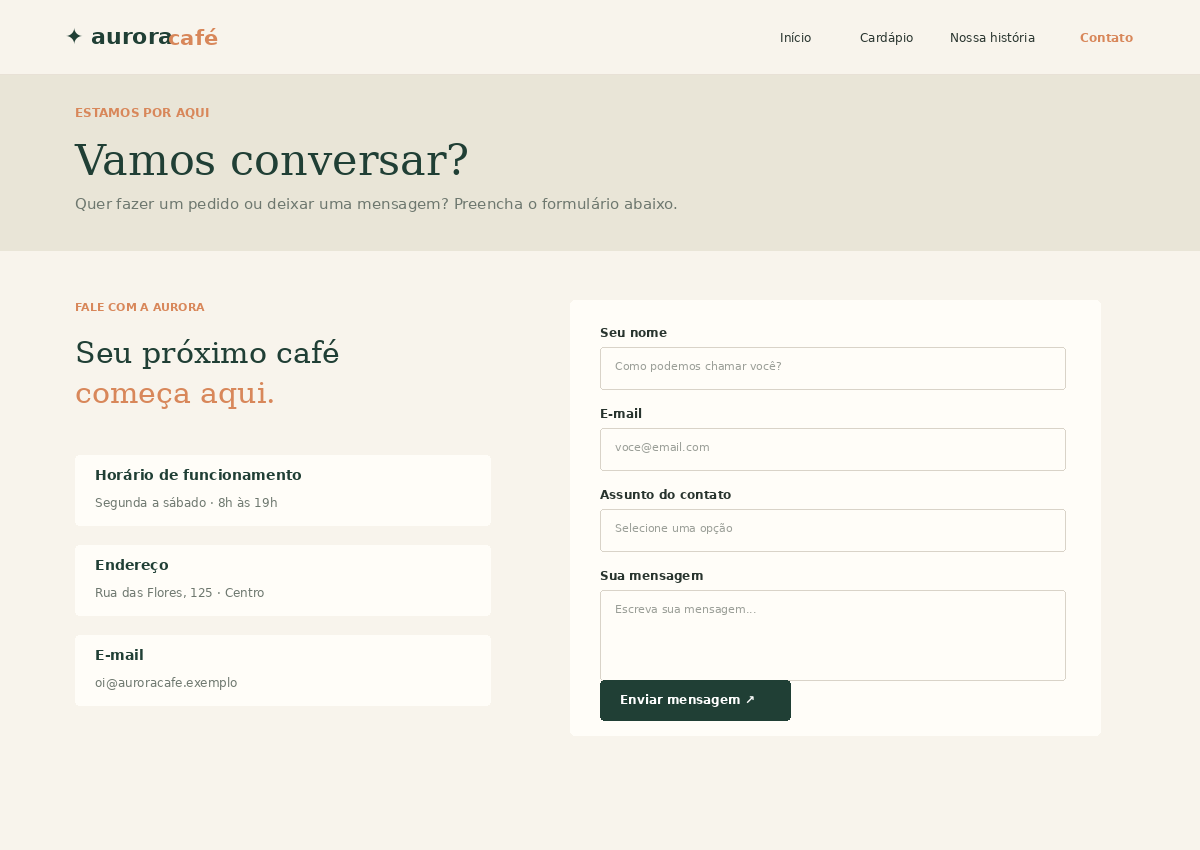 ✦ auroracafé
Início Cardápio Nossa história Contato
ESTAMOS POR AQUI
Vamos conversar?
Quer fazer um pedido ou deixar uma mensagem? Preencha o formulário abaixo.
FALE COM A AURORA
Seu próximo café
começa aqui.
Horário de funcionamento
Segunda a sábado · 8h às 19h
Endereço
Rua das Flores, 125 · Centro
E-mail
oi@auroracafe.exemplo
Seu nome
Como podemos chamar você?
E-mail
voce@email.com
Assunto do contato
Selecione uma opção
Sua mensagem
Escreva sua mensagem...
Enviar mensagem ↗